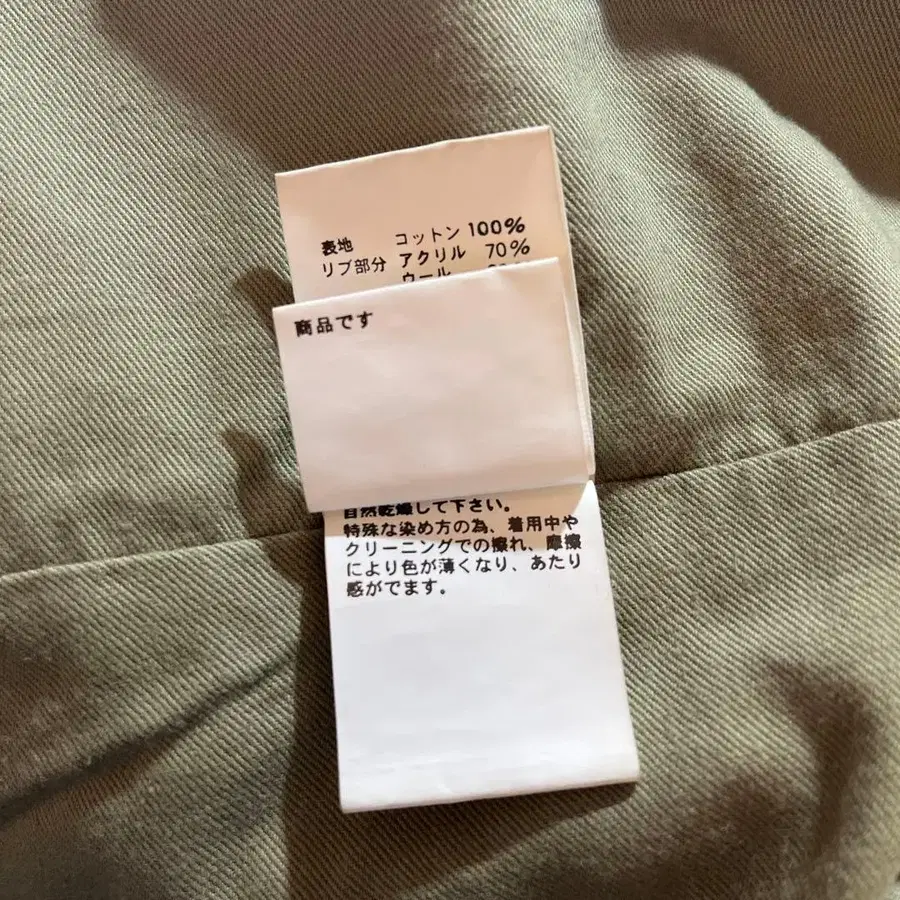 表地 コットン 100%
リブ部分 アクリル 70%
ウール
商品です
自然乾燥して下さい。
特殊な染め方の為、着用中や
クリーニングでの擦れ、摩擦
により色が薄くなり、あたり
感がでます。